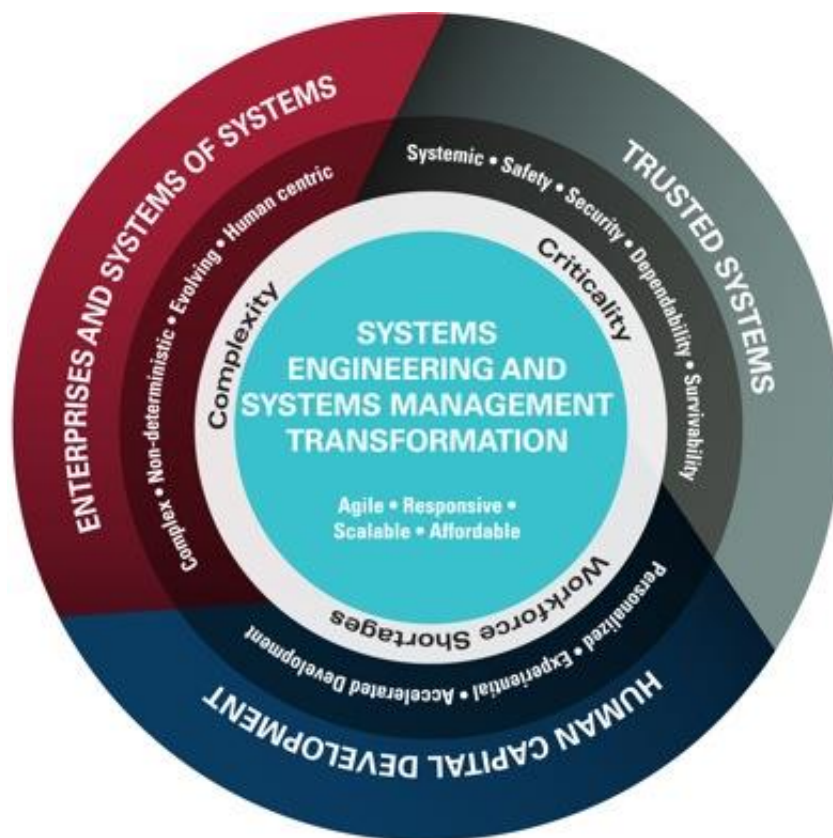 ENTERPRISES AND SYSTEMS OF SYSTEMS
Complex • Non-deterministic • Evolving • Human centric
Complexity
TRUSTED SYSTEMS
Systemic • Safety • Security • Dependability • Survivability
Criticality
SYSTEMS
ENGINEERING AND
SYSTEMS MANAGEMENT
TRANSFORMATION
Agile • Responsive •
Scalable • Affordable
Workforce Shortages
Personalized • Experiential • Accelerated Development
HUMAN CAPITAL DEVELOPMENT